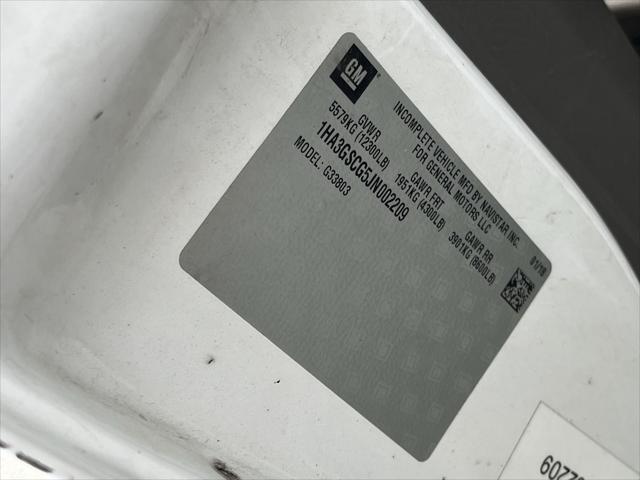 GM
INCOMPLETE VEHICLE MFD BY NAVISTAR INC.
FOR GENERAL MOTORS LLC
01/18
GVWR GAWR FRT GAWR RR
5579KG (12300LB) 1951KG (4300LB) 3901KG (8600LB)
1HA3GSCG5JN002209
MODEL: G33803